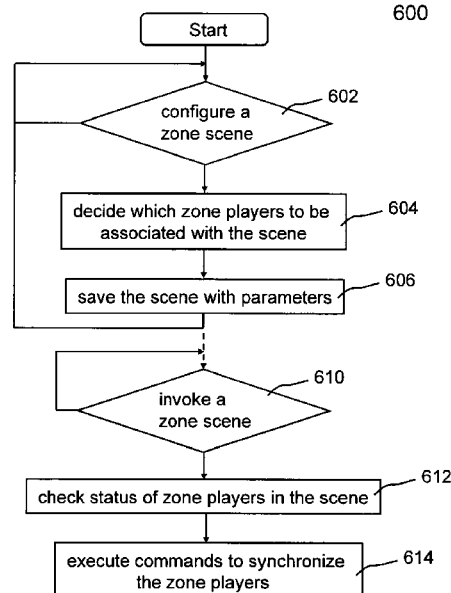 600
Start
602
configure a
zone scene
604
decide which zone players to be
associated with the scene
606
save the scene with parameters
610
invoke a
zone scene
612
check status of zone players in the scene
614
execute commands to synchronize
the zone players